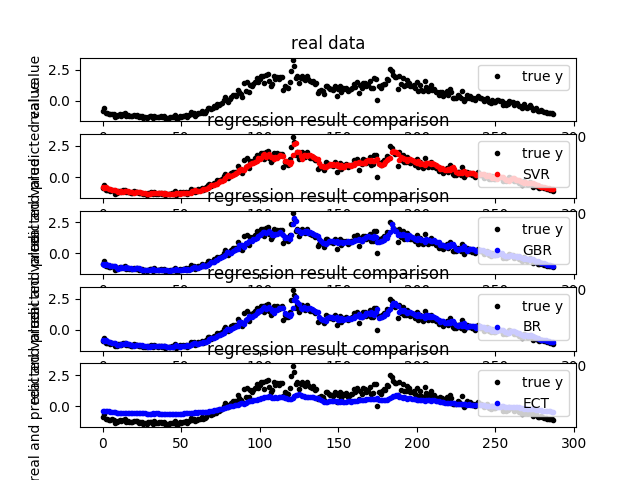 real data
2.5
0.0
true y
regression result comparison
2.5
0.0
true y
SVR
regression result comparison
2.5
0.0
true y
GBR
regression result comparison
2.5
0.0
true y
BR
regression result comparison
2.5
0.0
true y
ECT
0 50 100 150 200 250 300
real and predicted value